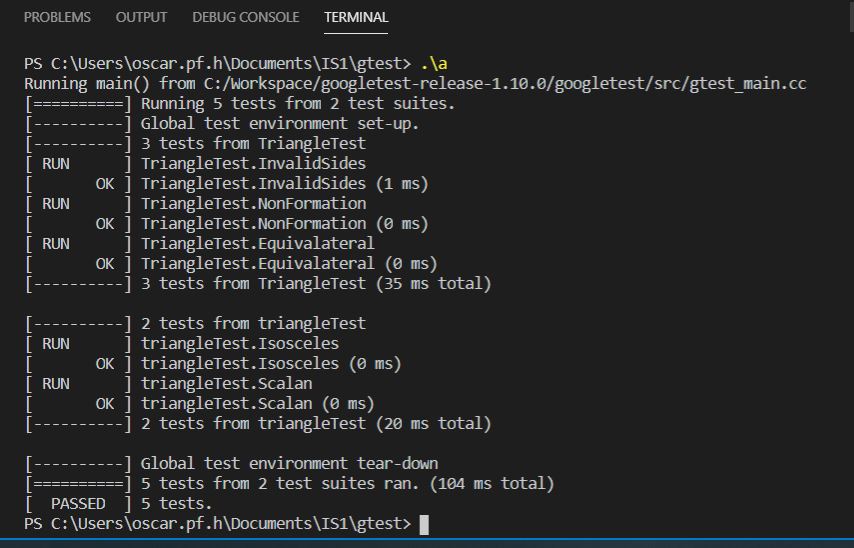 PROBLEMS OUTPUT DEBUG CONSOLE TERMINAL
PS C:\Users\oscar.pf.h\Documents\IS1\gtest> .\a
Running main() from C:/Workspace/googletest-release-1.10.0/googletest/src/gtest_main.cc
[==========] Running 5 tests from 2 test suites.
[----------] Global test environment set-up.
[----------] 3 tests from TriangleTest
[ RUN      ] TriangleTest.InvalidSides
[       OK ] TriangleTest.InvalidSides (1 ms)
[ RUN      ] TriangleTest.NonFormation
[       OK ] TriangleTest.NonFormation (0 ms)
[ RUN      ] TriangleTest.Equivalateral
[       OK ] TriangleTest.Equivalateral (0 ms)
[----------] 3 tests from TriangleTest (35 ms total)

[----------] 2 tests from triangleTest
[ RUN      ] triangleTest.Isosceles
[       OK ] triangleTest.Isosceles (0 ms)
[ RUN      ] triangleTest.Scalan
[       OK ] triangleTest.Scalan (0 ms)
[----------] 2 tests from triangleTest (20 ms total)

[----------] Global test environment tear-down
[==========] 5 tests from 2 test suites ran. (104 ms total)
[  PASSED  ] 5 tests.
PS C:\Users\oscar.pf.h\Documents\IS1\gtest>